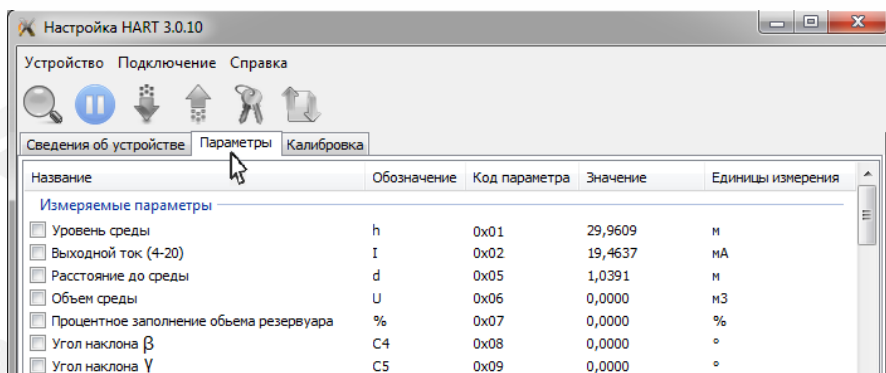 Настройка HART 3.0.10
Устройство Подключение Справка
Сведения об устройстве Параметры Калибровка
Название Обозначение Код параметра Значение Единицы измерения
Измеряемые параметры
Уровень среды h 0x01 29,9609 м
Выходной ток (4-20) I 0x02 19,4637 мА
Расстояние до среды d 0x05 1,0391 м
Объем среды U 0x06 0,0000 м3
Процентное заполнение обьема резервуара % 0x07 0,0000 %
Угол наклона β C4 0x08 0,0000 °
Угол наклона γ C5 0x09 0,0000 °